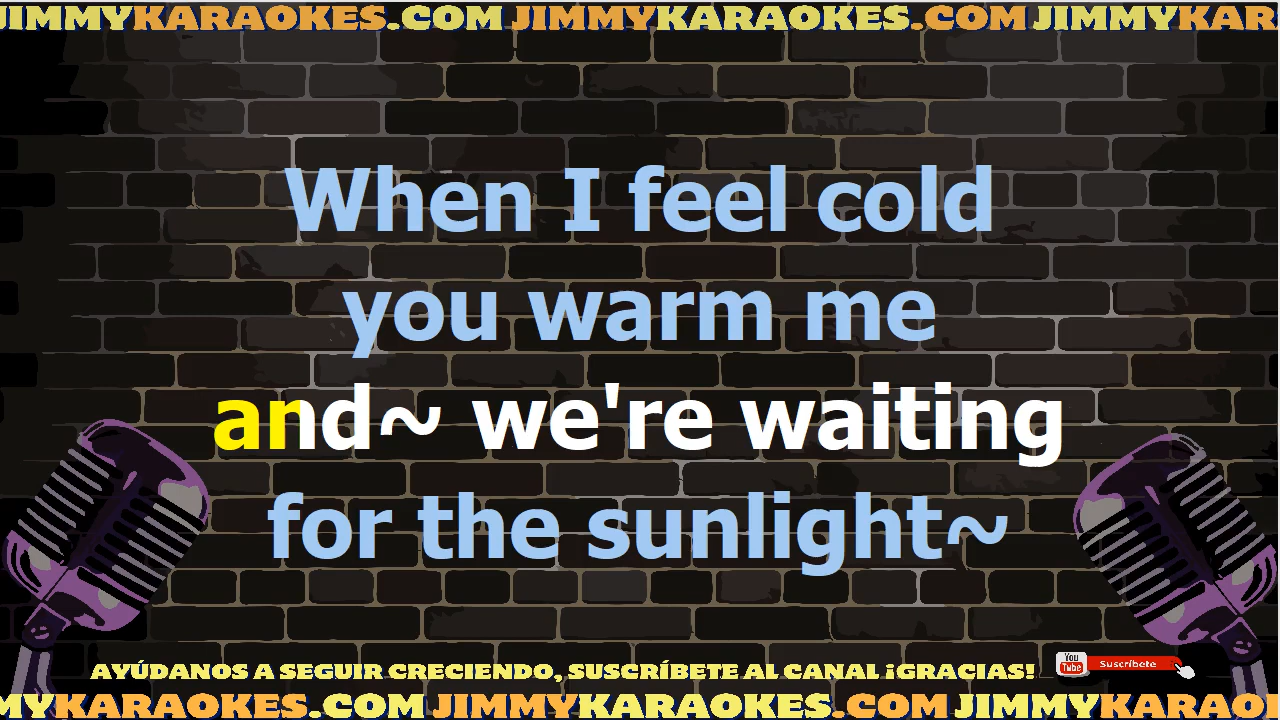 JIMMYKARAOKES.COM JIMMYKARAOKES.COM JIMMYKAR
When I feel cold
you warm me
and~ we're waiting
for the sunlight~
AYÚDANOS A SEGUIR CRECIENDO, SUSCRÍBETE AL CANAL ¡GRACIAS!
You Tube Suscríbete
MYKARAOKES.COM JIMMYKARAOKES.COM JIMMYKARAOK